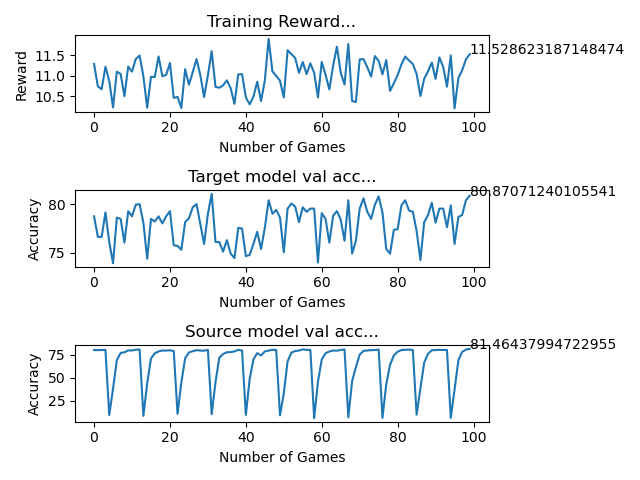 Training Reward...
11.528623187148474
Reward
11.5
11.0
10.5
0 20 40 60 80 100
Number of Games
Target model val acc...
80.87071240105541
Accuracy
80
75
0 20 40 60 80 100
Number of Games
Source model val acc...
81.46437994722955
Accuracy
75
50
25
0 20 40 60 80 100
Number of Games